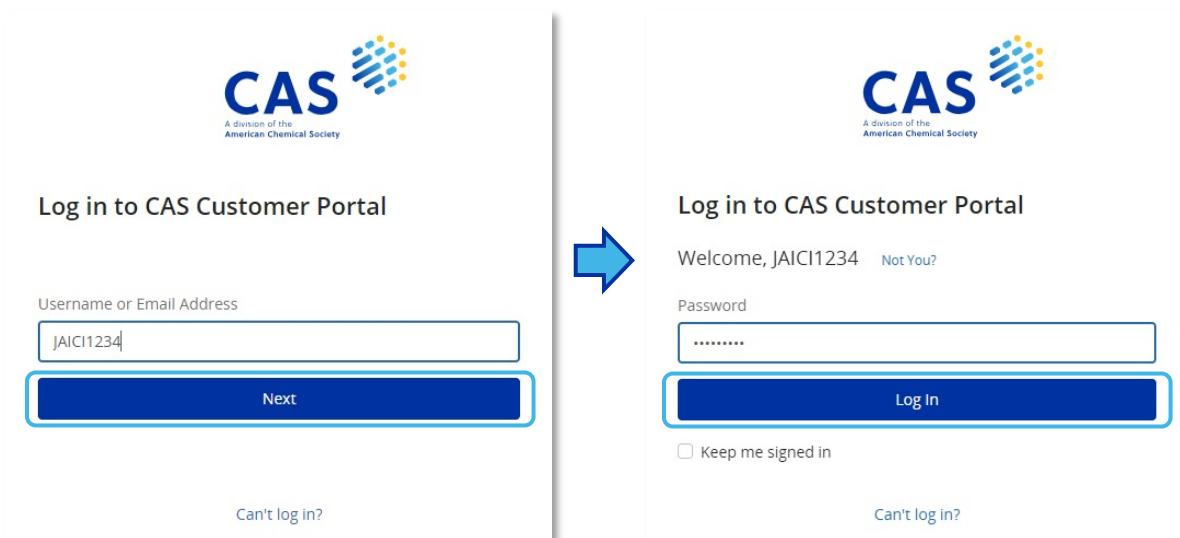 CAS
A division of the
American Chemical Society
Log in to CAS Customer Portal
Username or Email Address
JAICI1234
Next
Can't log in?
CAS
A division of the
American Chemical Society
Log in to CAS Customer Portal
Welcome, JAICI1234 Not You?
Password
•••••••••
Log In
Keep me signed in
Can't log in?